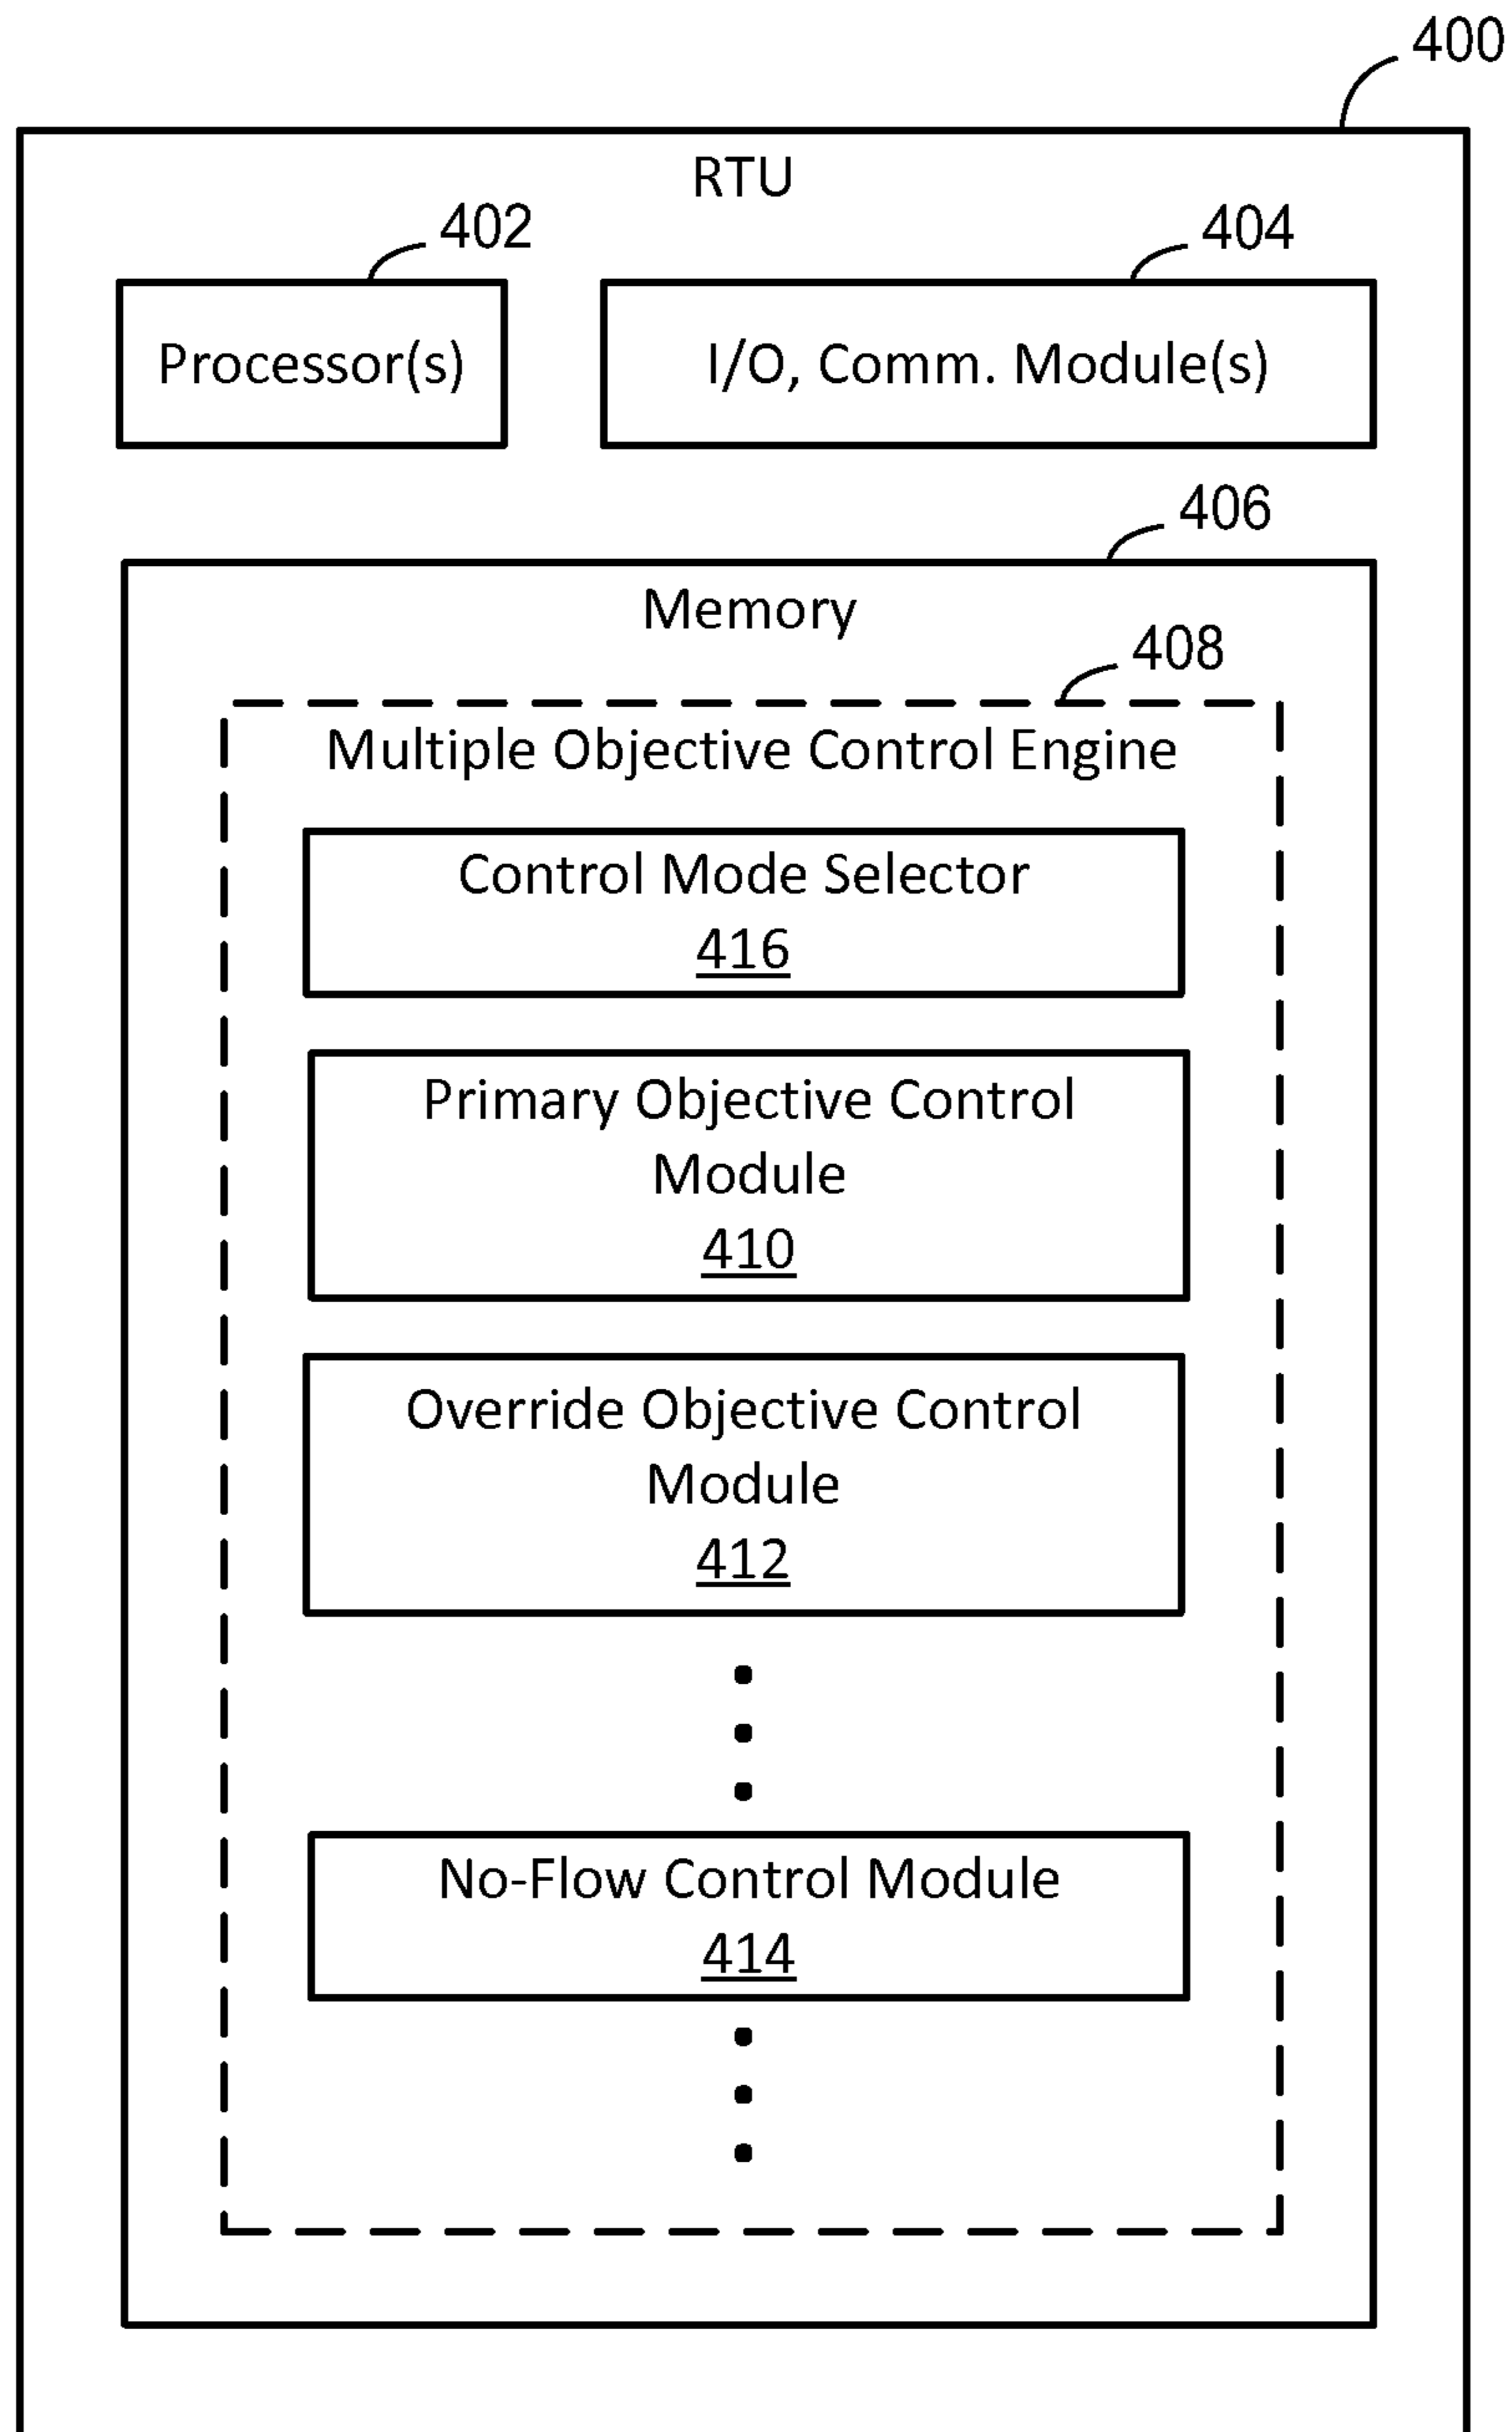 400
RTU
402
404
Processor(s)
I/O, Comm. Module(s)
406
Memory
408
Multiple Objective Control Engine
Control Mode Selector
416
Primary Objective Control
Module
410
Override Objective Control
Module
412
No-Flow Control Module
414